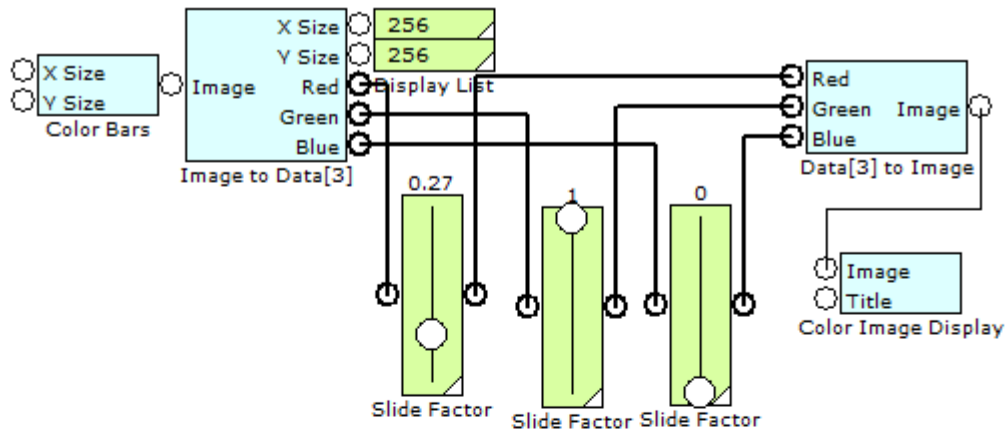 X Size
Y Size
Color Bars
Image
X Size
Y Size
Red
Green
Blue
Image to Data[3]
256
256
Display List
0.27
Slide Factor
1
Slide Factor
0
Slide Factor
Red
Green
Blue
Image
Data[3] to Image
Image
Title
Color Image Display